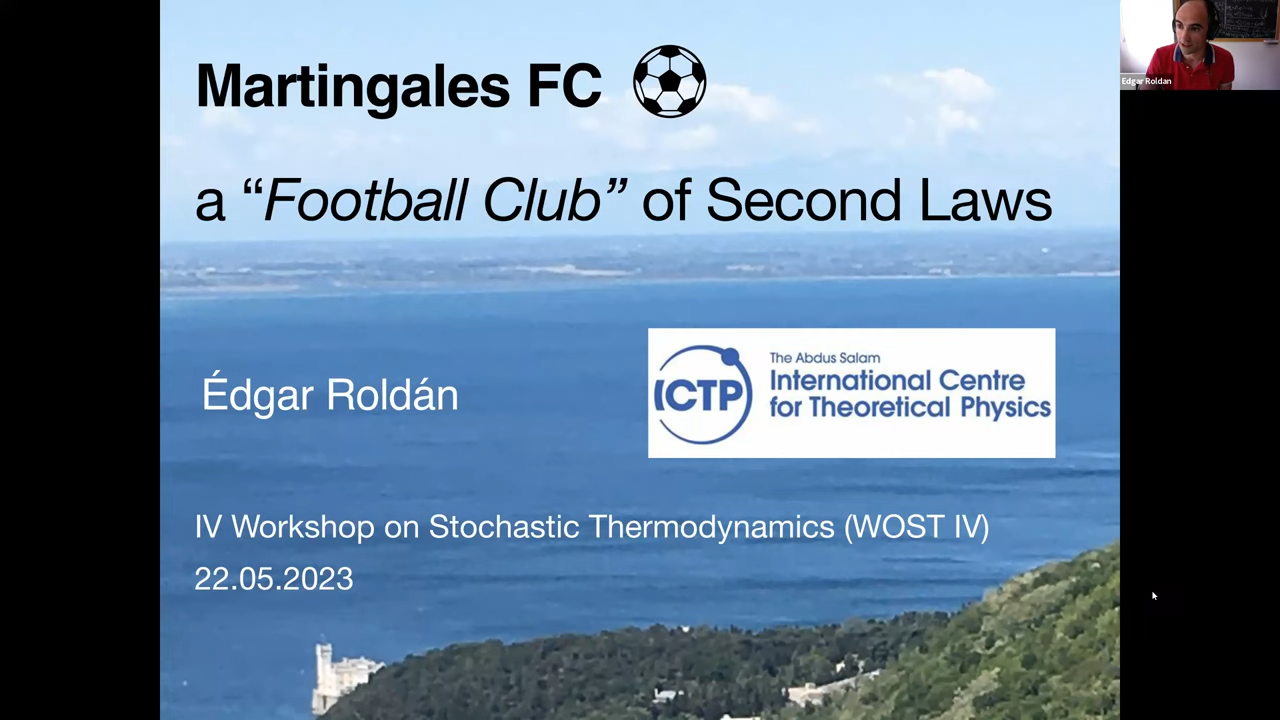 Martingales FC
a “Football Club” of Second Laws
Édgar Roldán
ICTP
The Abdus Salam
International Centre
for Theoretical Physics
IV Workshop on Stochastic Thermodynamics (WOST IV)
22.05.2023
Edgar Roldan